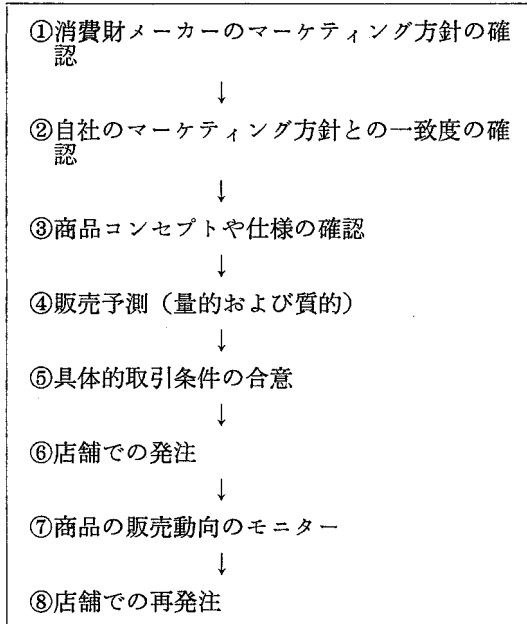 ①消費財メーカーのマーケティング方針の確
認
↓
②自社のマーケティング方針との一致度の確
認
↓
③商品コンセプトや仕様の確認
↓
④販売予測（量的および質的）
↓
⑤具体的取引条件の合意
↓
⑥店舗での発注
↓
⑦商品の販売動向のモニター
↓
⑧店舗での再発注